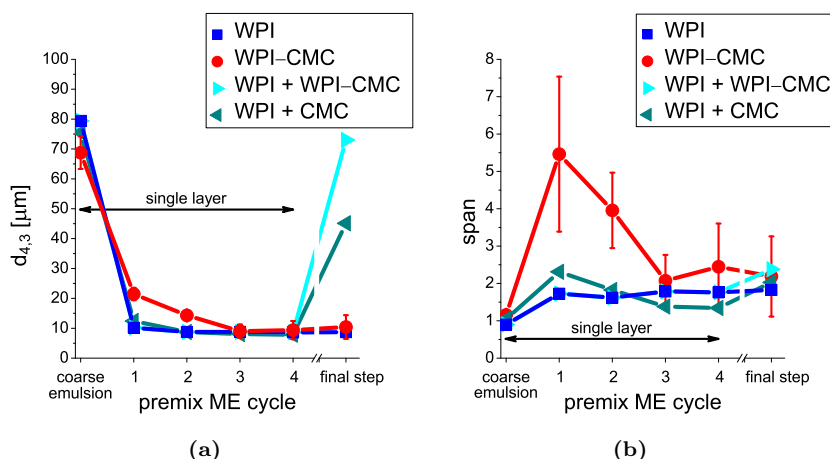 WPI
WPI–CMC
WPI + WPI–CMC
WPI + CMC
80
70
60
50
40
30
20
10
0
d4,3 [μm]
single layer
coarse emulsion
1
2
3
4
final step
premix ME cycle
(a)
WPI
WPI–CMC
WPI + WPI–CMC
WPI + CMC
8
7
6
5
4
3
2
1
0
span
single layer
coarse emulsion
1
2
3
4
final step
premix ME cycle
(b)